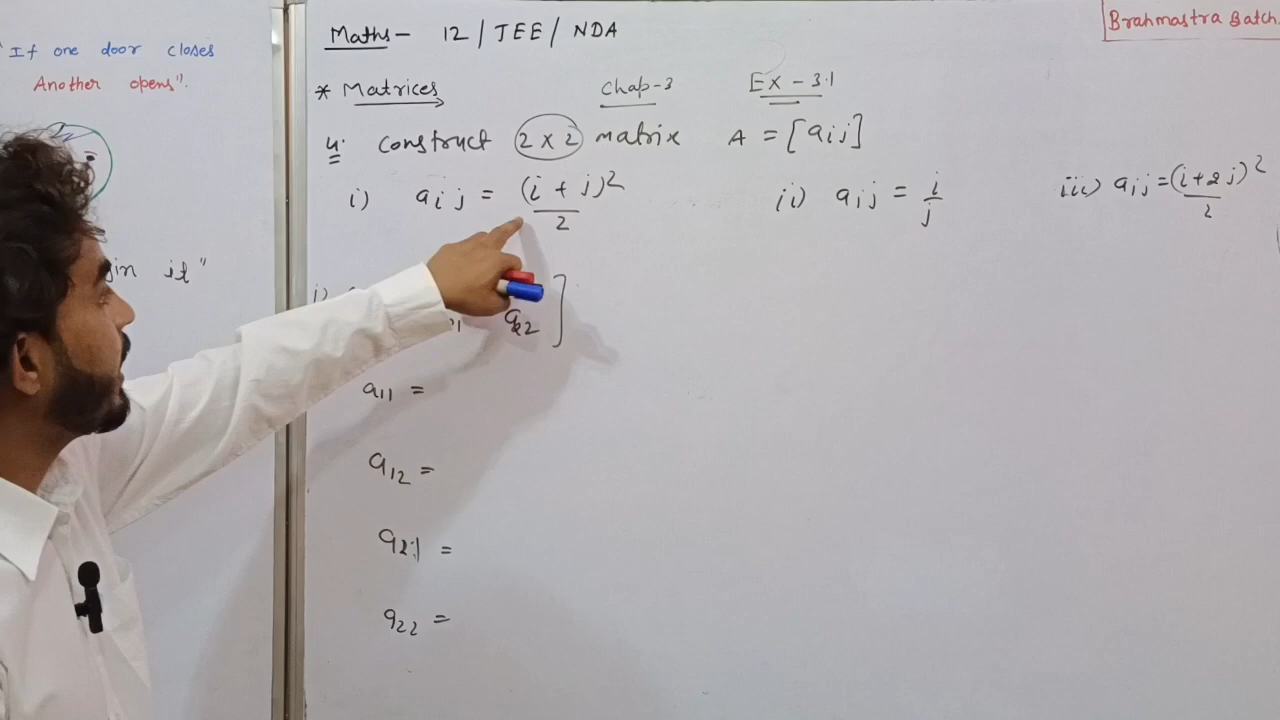 "If one door closes
Another opens".
it"
Maths - 12 / JEE / NDA
Brahmastra Batch
* Matrices Chap-3 Ex - 3.1
4. construct 2 x 2 matrix A = [aij]
i) aij = (i + j)²/2 ii) aij = i/j iii) aij = (i+2j)²/2
i)
a22 ]
a11 =
a12 =
a21 =
a22 =